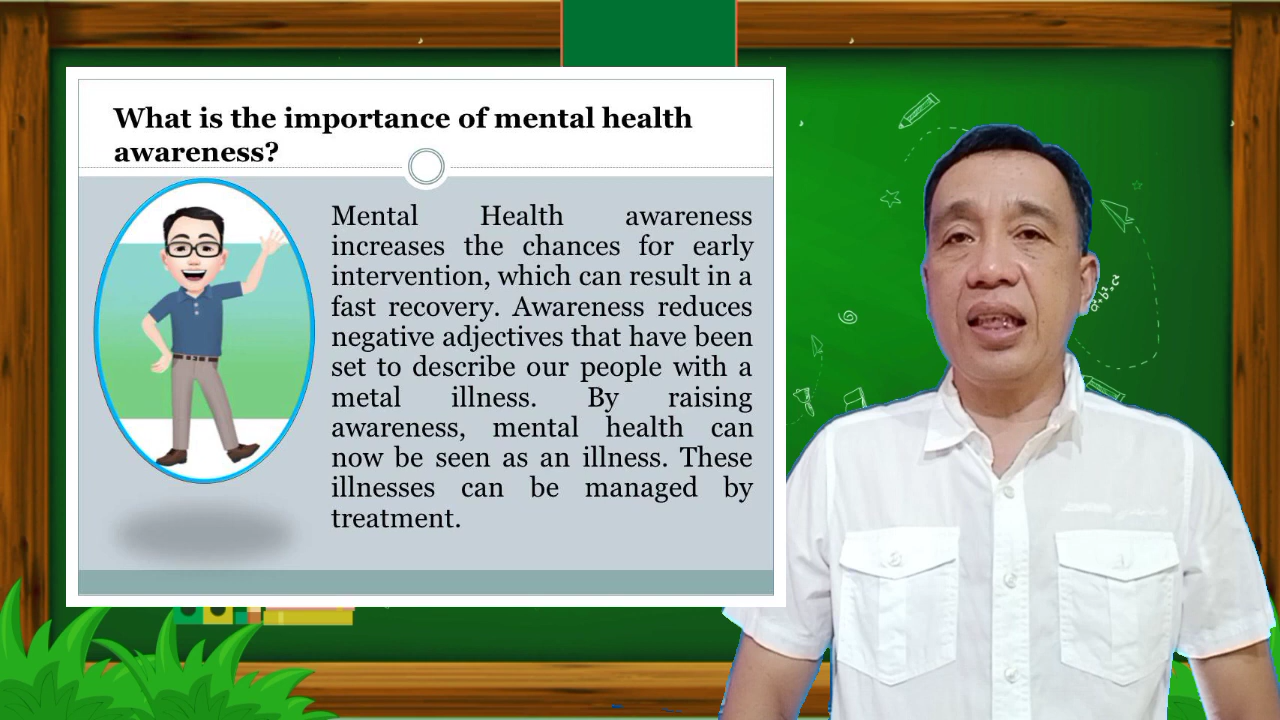 What is the importance of mental health
awareness?
Mental Health awareness
increases the chances for early
intervention, which can result in a
fast recovery. Awareness reduces
negative adjectives that have been
set to describe our people with a
metal illness. By raising
awareness, mental health can
now be seen as an illness. These
illnesses can be managed by
treatment.
a²+b²=c²